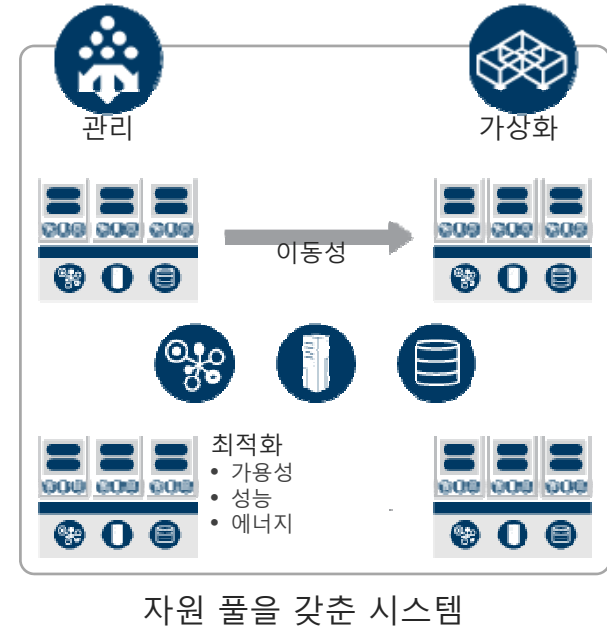 관리
가상화
이동성
최적화
• 가용성
• 성능
• 에너지
자원 풀을 갖춘 시스템